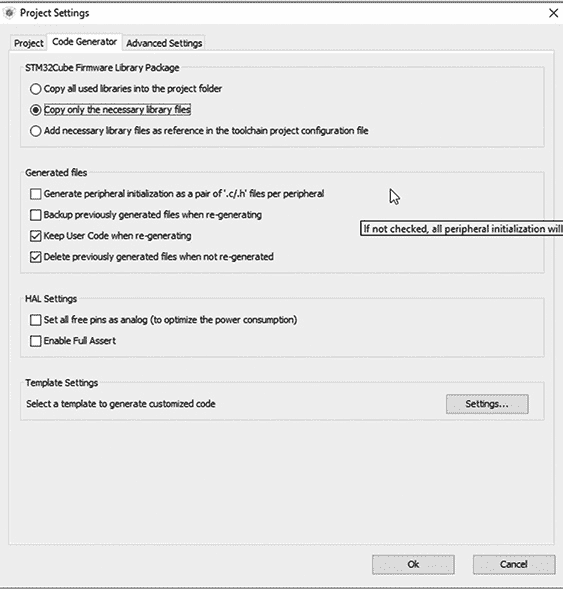 Project Settings
Project
Code Generator
Advanced Settings
STM32Cube Firmware Library Package
Copy all used libraries into the project folder
Copy only the necessary library files
Add necessary library files as reference in the toolchain project configuration file
Generated files
Generate peripheral initialization as a pair of '.c/.h' files per peripheral
Backup previously generated files when re-generating
If not checked, all peripheral initialization will
Keep User Code when re-generating
Delete previously generated files when not re-generated
HAL Settings
Set all free pins as analog (to optimize the power consumption)
Enable Full Assert
Template Settings
Select a template to generate customized code
Settings...
Ok
Cancel